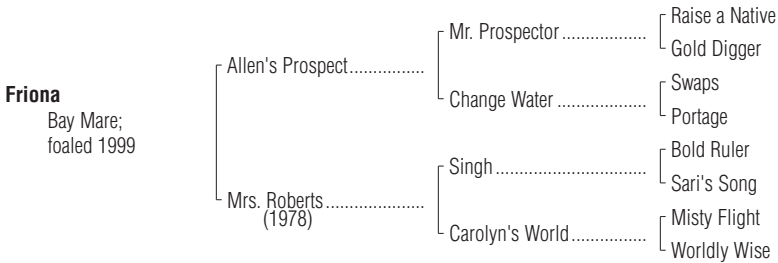 Raise a Native
Mr. Prospector.................
Gold Digger
Allen's Prospect...............
Swaps
Change Water .................
Portage
Friona
Bay Mare;
foaled 1999
Bold Ruler
Singh.............................
Sari's Song
Mrs. Roberts...................
(1978)
Misty Flight
Carolyn's World...............
Worldly Wise